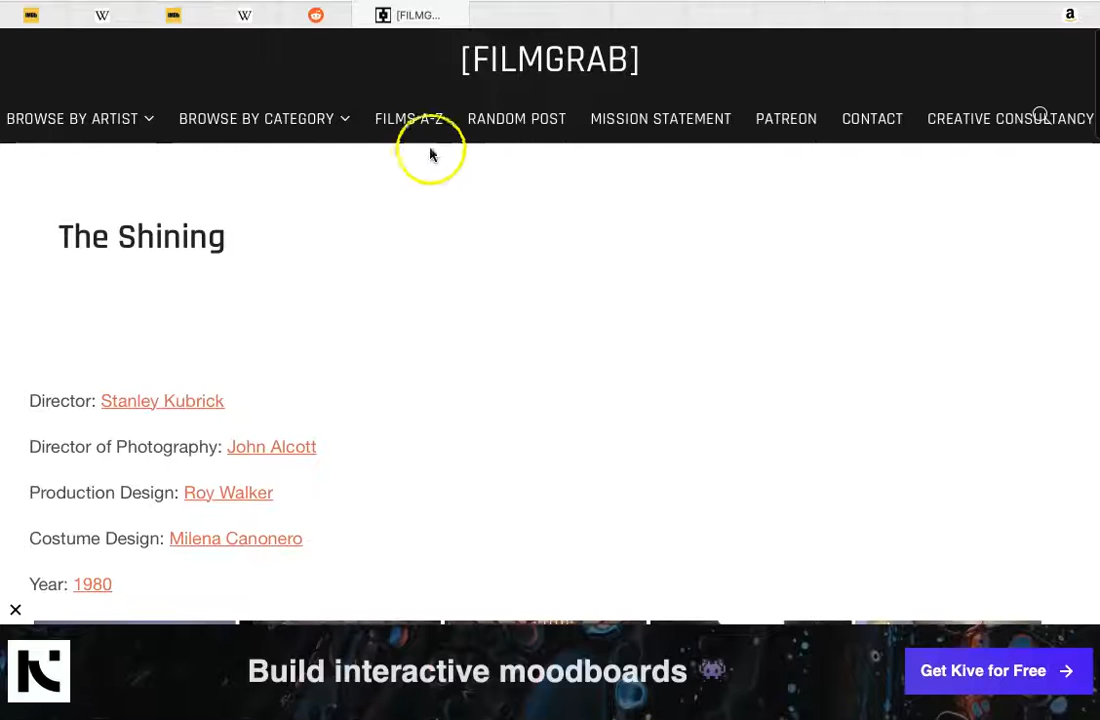 IMDb W IMDb W [FILMG... a
[FILMGRAB]
BROWSE BY ARTIST BROWSE BY CATEGORY FILMS A-Z RANDOM POST MISSION STATEMENT PATREON CONTACT CREATIVE CONSULTANCY
The Shining
Director: Stanley Kubrick
Director of Photography: John Alcott
Production Design: Roy Walker
Costume Design: Milena Canonero
Year: 1980
Build interactive moodboards
Get Kive for Free →